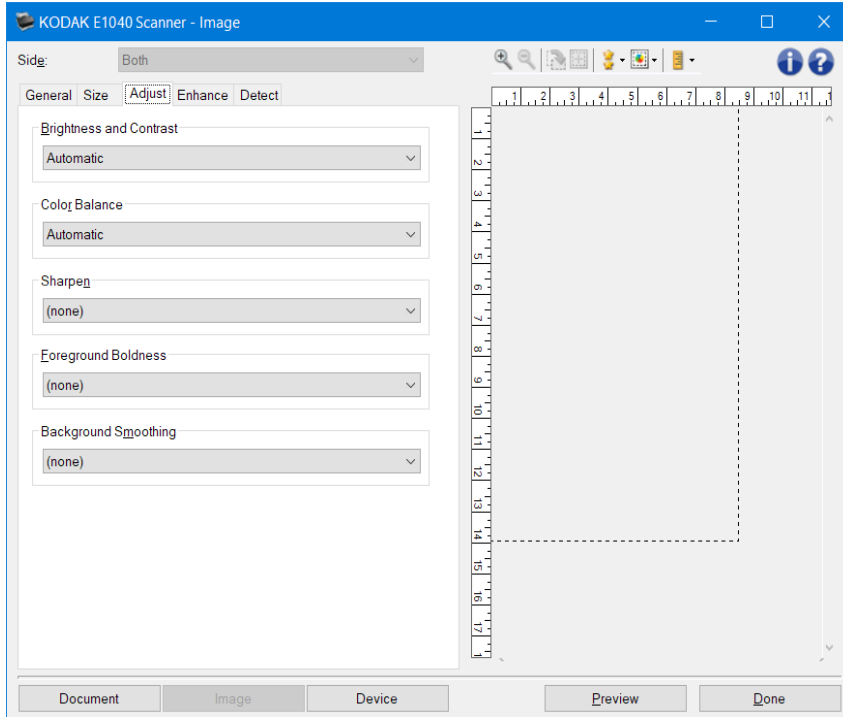 KODAK E1040 Scanner - Image
Side:
Both
General Size Adjust Enhance Detect
Brightness and Contrast
Automatic
Color Balance
Automatic
Sharpen
(none)
Foreground Boldness
(none)
Background Smoothing
(none)
1 2 3 4 5 6 7 8 9 10 11 1
1
2
3
4
5
6
7
8
9
10
11
12
13
14
15
16
17
1
Document Image Device Preview Done